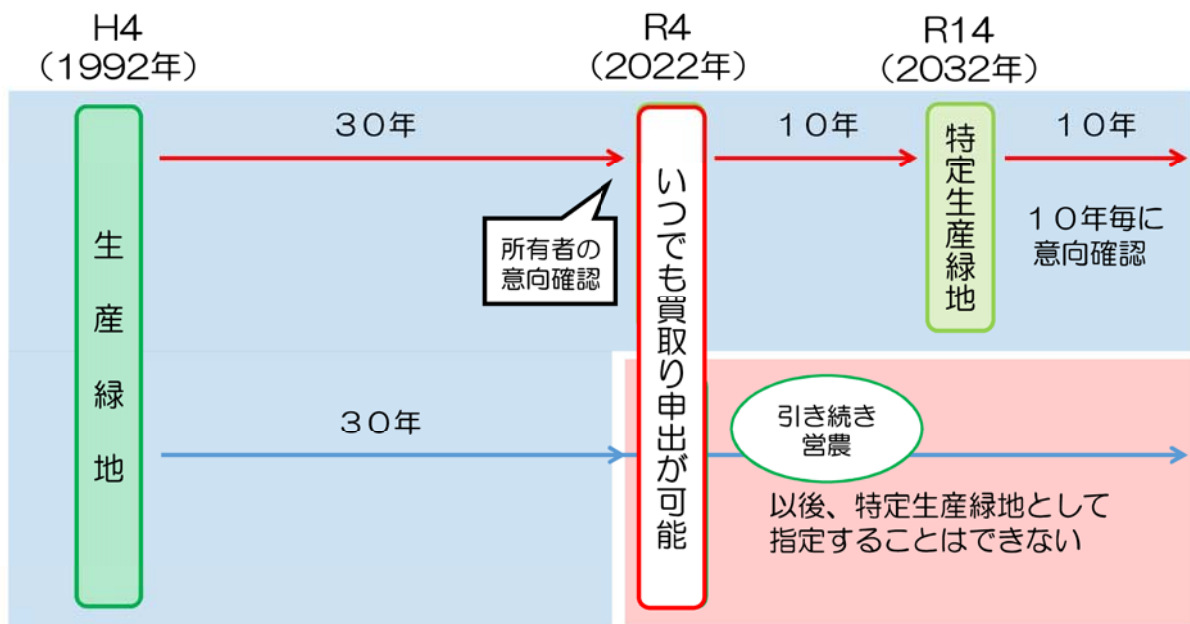 H4
(1992年)
R4
(2022年)
R14
(2032年)
生産緑地
30年
所有者の
意向確認
いつでも買取り申出が可能
10年
特定生産緑地
10年
10年毎に
意向確認
30年
引き続き
営農
以後、特定生産緑地として
指定することはできない